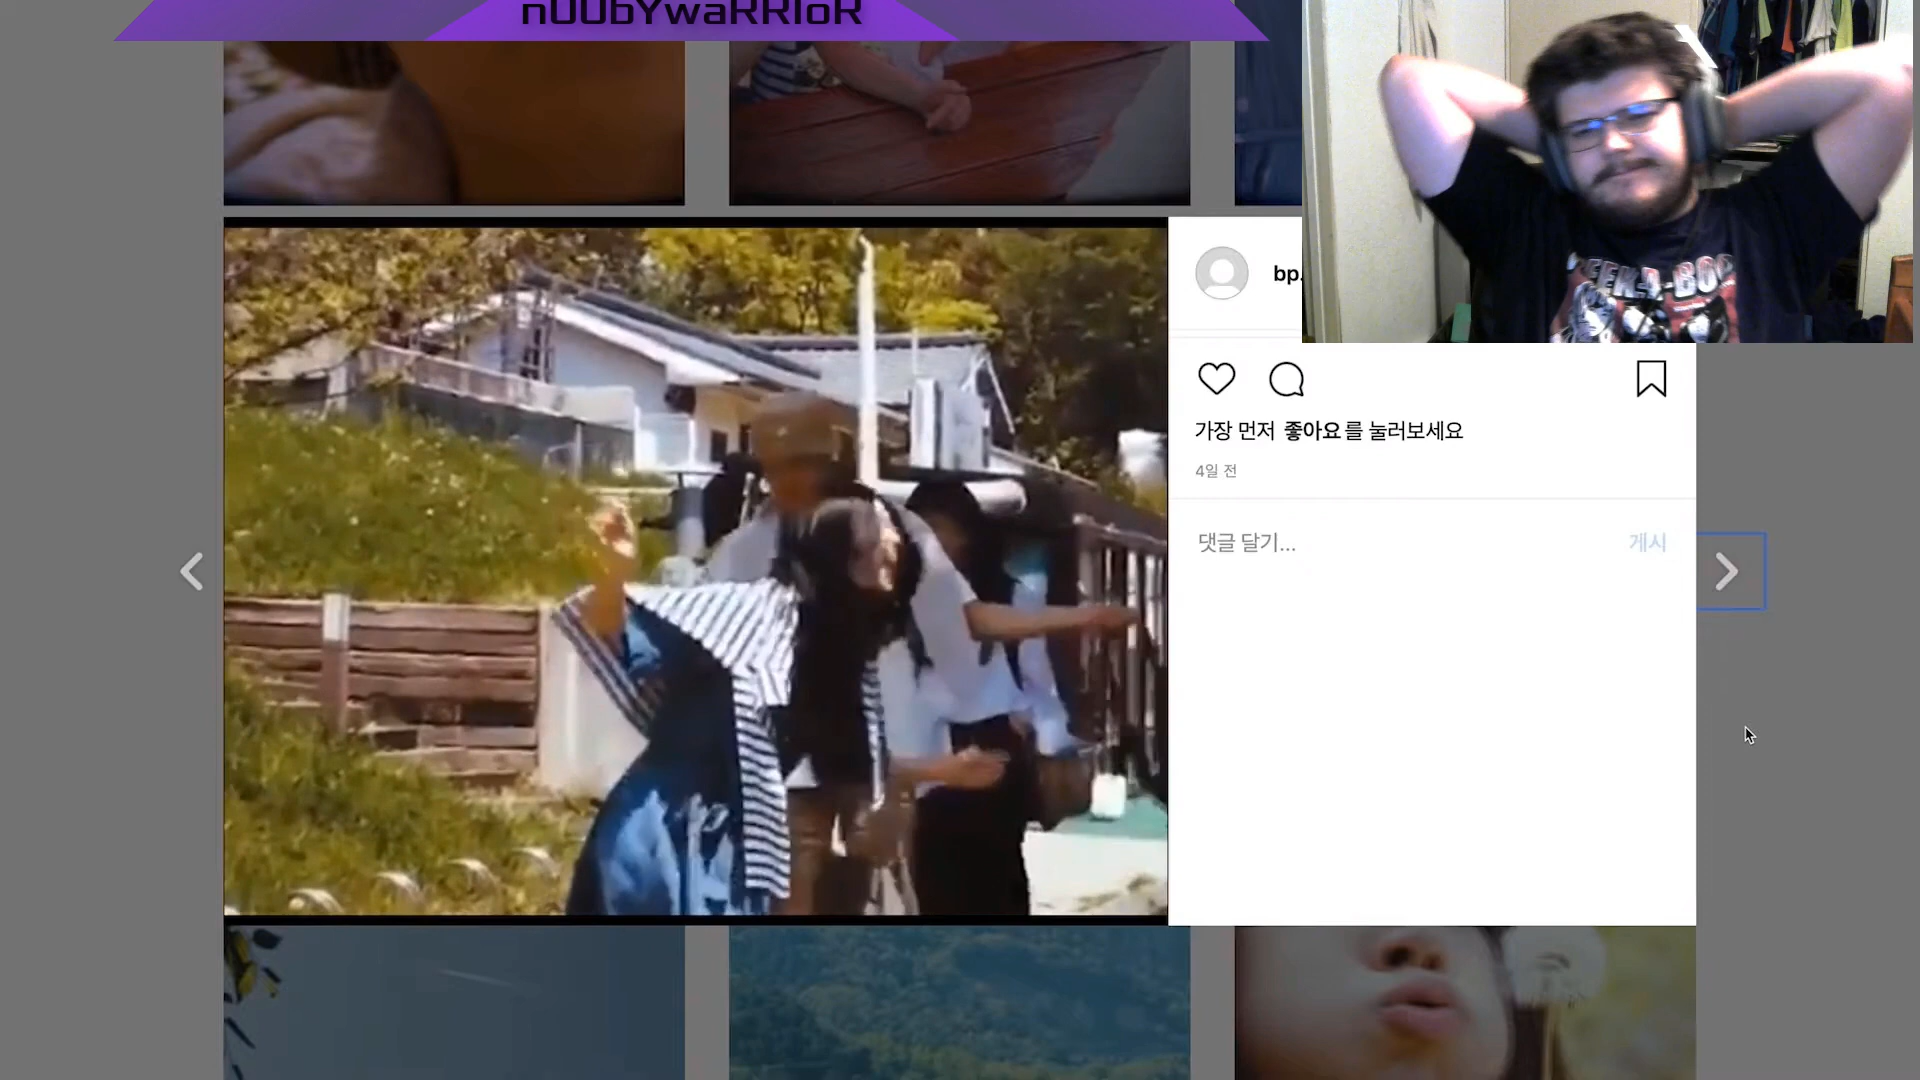 nUUbYwaRRIoR
bp.
가장 먼저 좋아요를 눌러보세요
4일 전
댓글 달기...
게시